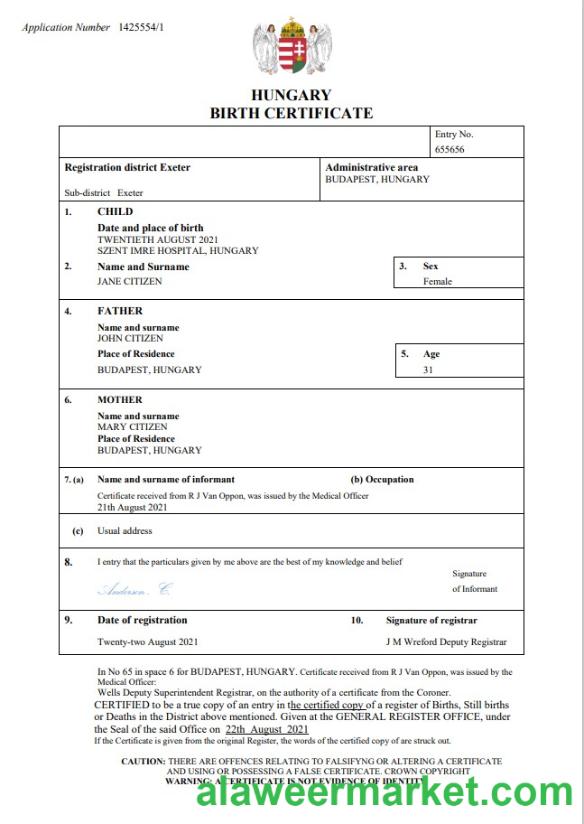 Application Number 1425554/1
HUNGARY
BIRTH CERTIFICATE
Entry No.
655656
Registration district Exeter
Administrative area
BUDAPEST, HUNGARY
Sub-district Exeter
1. CHILD
Date and place of birth
TWENTIETH AUGUST 2021
SZENT IMRE HOSPITAL, HUNGARY
2. Name and Surname
3. Sex
JANE CITIZEN
Female
4. FATHER
Name and surname
JOHN CITIZEN
Place of Residence
5. Age
BUDAPEST, HUNGARY
31
6. MOTHER
Name and surname
MARY CITIZEN
Place of Residence
BUDAPEST, HUNGARY
7. (a) Name and surname of informant
(b) Occupation
Certificate received from R J Van Oppon, was issued by the Medical Officer
21th August 2021
(c) Usual address
8. I entry that the particulars given by me above are the best of my knowledge and belief
Signature
Anderson. C.
of Informant
9. Date of registration
10. Signature of registrar
Twenty-two August 2021
J M Wreford Deputy Registrar
In No 65 in space 6 for BUDAPEST, HUNGARY. Certificate received from R J Van Oppon, was issued by the
Medical Officer:
Wells Deputy Superintendent Registrar, on the authority of a certificate from the Coroner.
CERTIFIED to be a true copy of an entry in the certified copy of a register of Births, Still births
or Deaths in the District above mentioned. Given at the GENERAL REGISTER OFFICE, under
the Seal of the said Office on 22th August 2021
If the Certificate is given from the original Register, the words of the certified copy of are struck out.
CAUTION: THERE ARE OFFENCES RELATING TO FALSIFYNG OR ALTERING A CERTIFICATE
AND USING OR POSSESSING A FALSE CERTIFICATE. CROWN COPYRIGHT
WARNING: A CERTIFICATE IS NOT EVIDENCE OF IDENTITY
alaweermarket.com